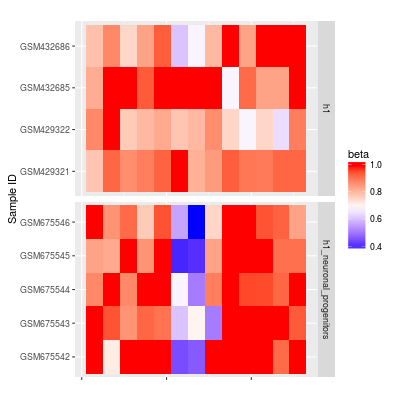 Sample ID
GSM432686
GSM432685
GSM429322
GSM429321
h1
GSM675546
GSM675545
GSM675544
GSM675543
GSM675542
h1_neuronal_progenitors
beta
1.0
0.8
0.6
0.4